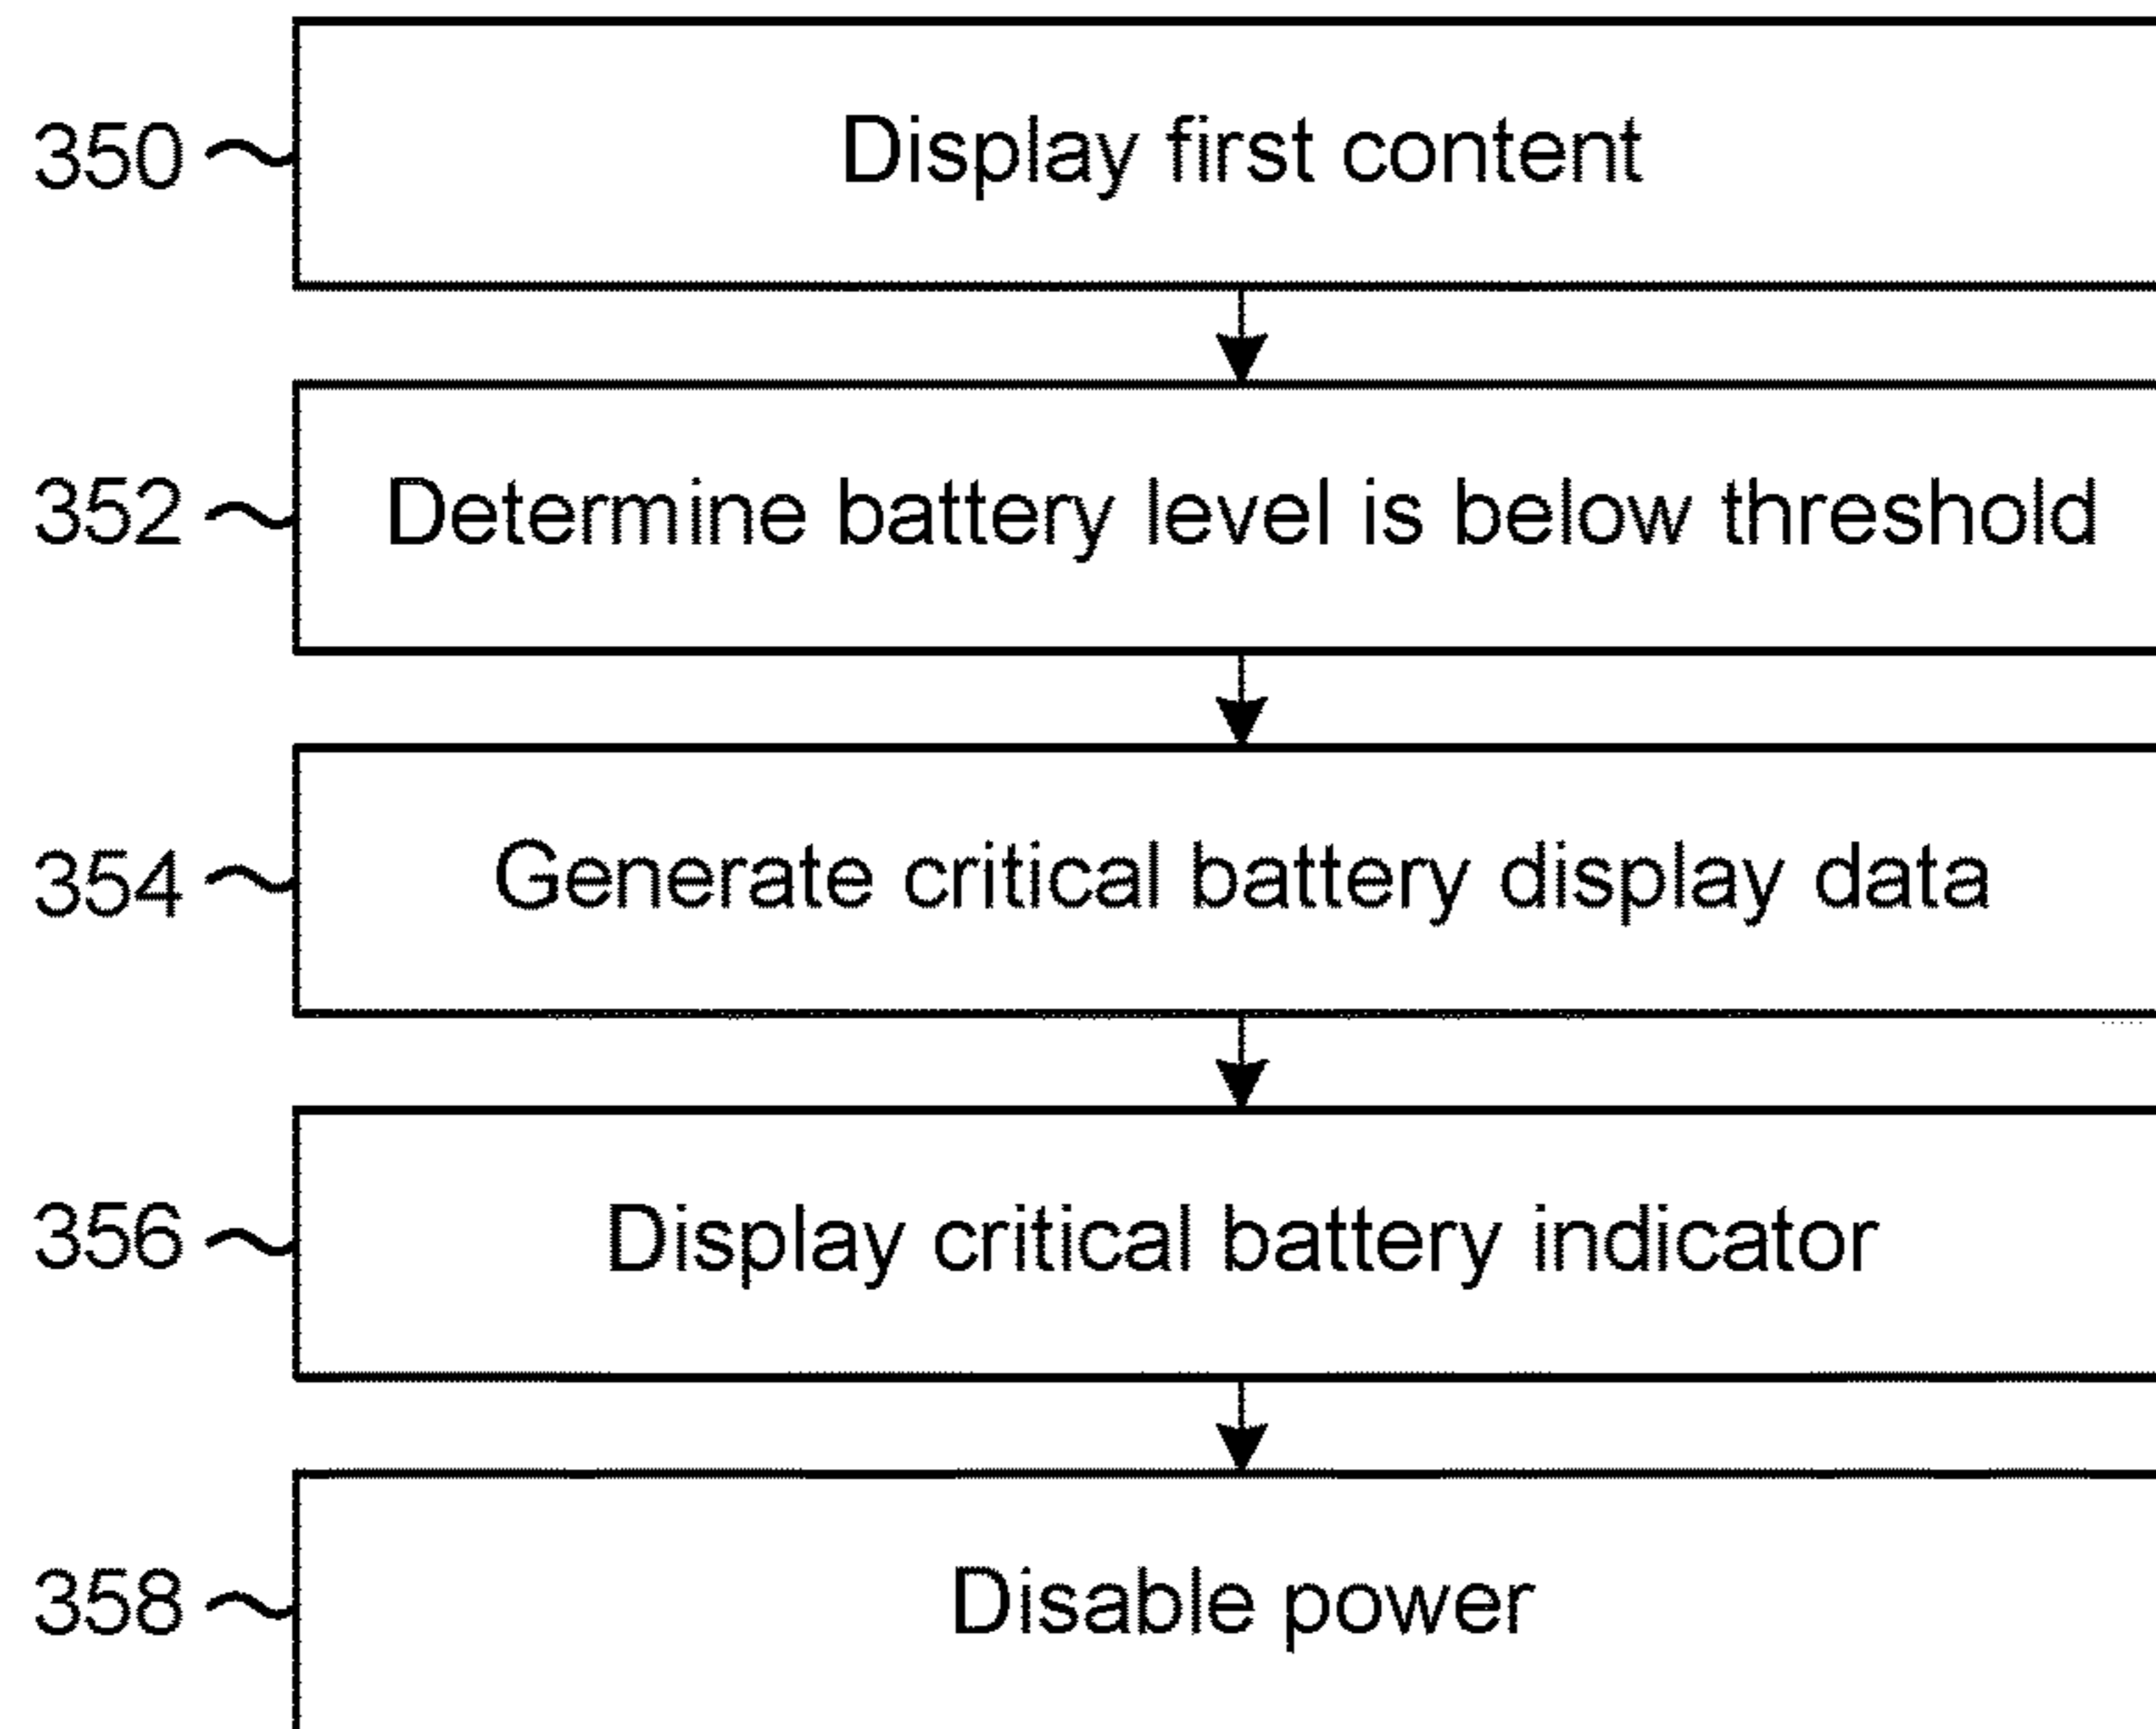 350 Display first content
352 Determine battery level is below threshold
354 Generate critical battery display data
356 Display critical battery indicator
358 Disable power